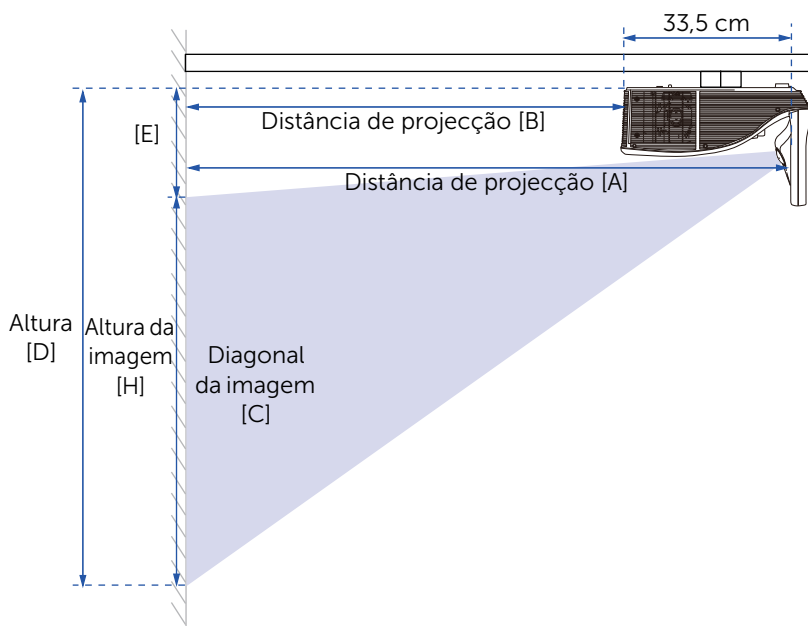 33,5 cm
Distância de projecção [B]
[E]
Distância de projecção [A]
Altura
[D]
Altura da
imagem
[H]
Diagonal
da imagem
[C]